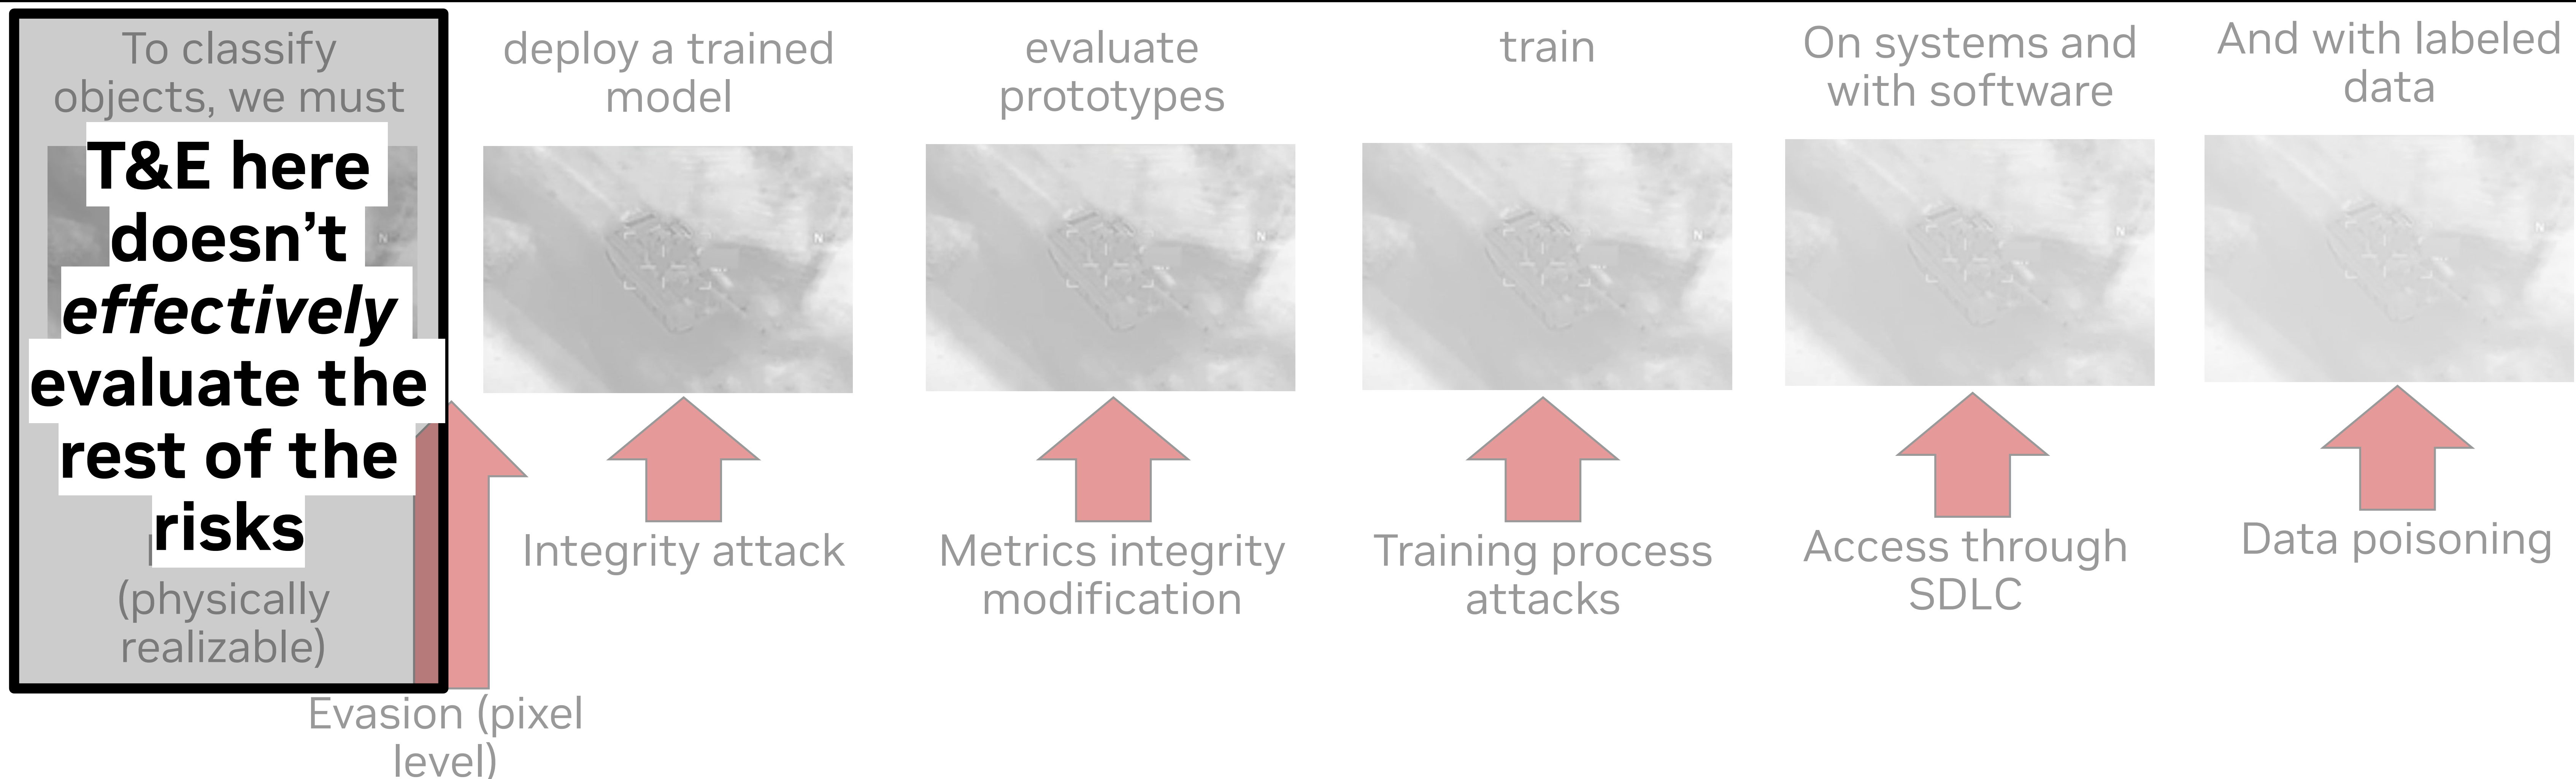 To classify
objects, we must
T&E here
doesn’t
effectively
evaluate the
rest of the
risks
(physically
realizable)
Evasion (pixel
level)
deploy a trained
model
N
Integrity attack
evaluate
prototypes
N
Metrics integrity
modification
train
N
Training process
attacks
On systems and
with software
N
Access through
SDLC
And with labeled
data
N
Data poisoning